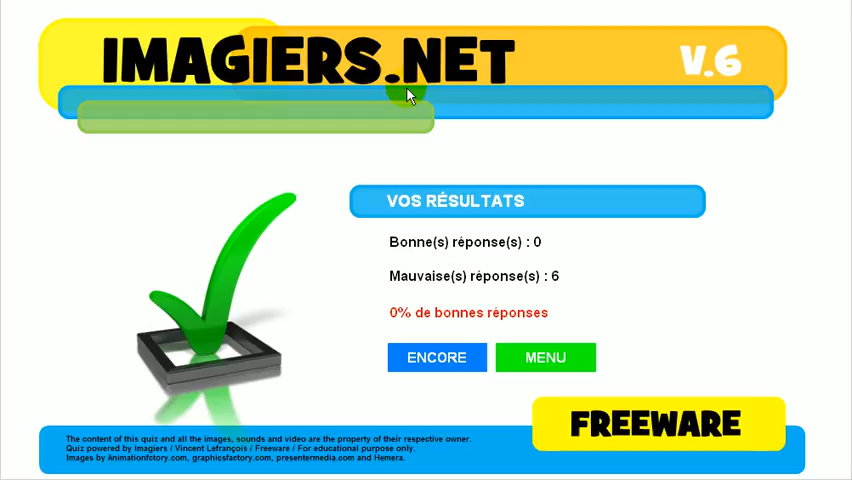 IMAGIERS.NET
V.6
VOS RÉSULTATS
Bonne(s) réponse(s) : 0
Mauvaise(s) réponse(s) : 6
0% de bonnes réponses
ENCORE
MENU
FREEWARE
The content of this quiz and all the images, sounds and video are the property of their respective owner.
Quiz powered by Imagiers / Vincent Lefrançois / Freeware / For educational purpose only.
Images by Animationfctory.com, graphicsfactory.com, presentermedia.com and Hemera.